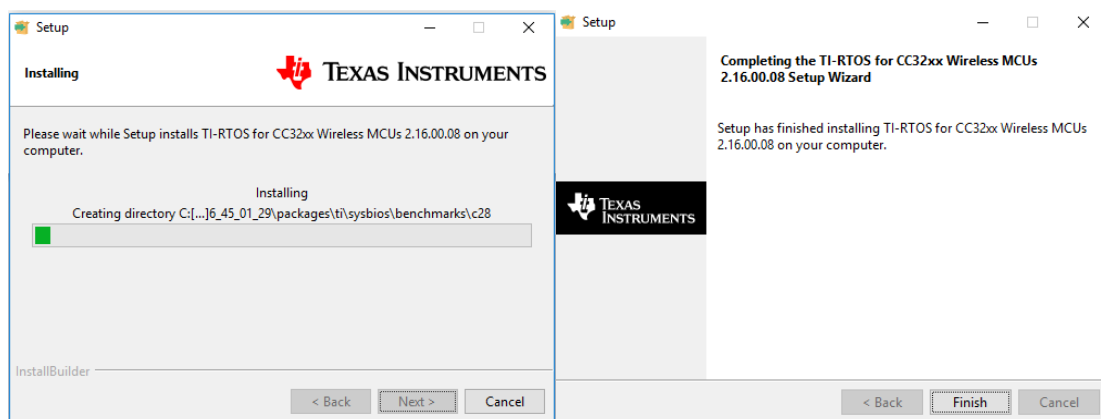 Setup
Installing
TEXAS INSTRUMENTS
Please wait while Setup installs TI-RTOS for CC32xx Wireless MCUs 2.16.00.08 on your
computer.
Installing
Creating directory C:[...]6_45_01_29\packages\ti\sysbios\benchmarks\c28
InstallBuilder
< Back Next > Cancel
Setup
Completing the TI-RTOS for CC32xx Wireless MCUs
2.16.00.08 Setup Wizard
Setup has finished installing TI-RTOS for CC32xx Wireless MCUs
2.16.00.08 on your computer.
TEXAS
INSTRUMENTS
< Back Finish Cancel